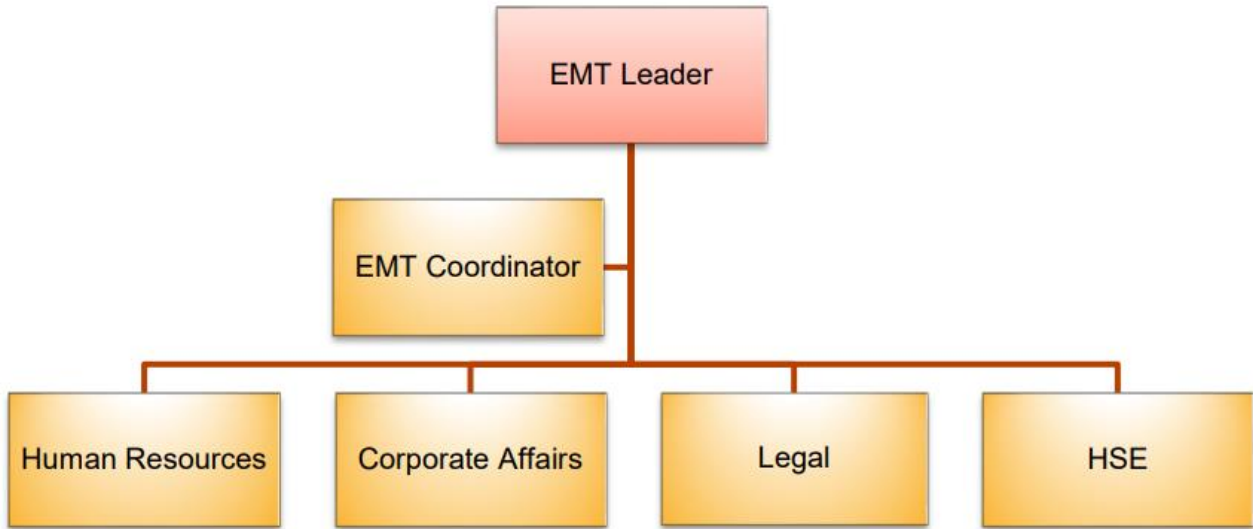 EMT Leader
EMT Coordinator
Human Resources
Corporate Affairs
Legal
HSE